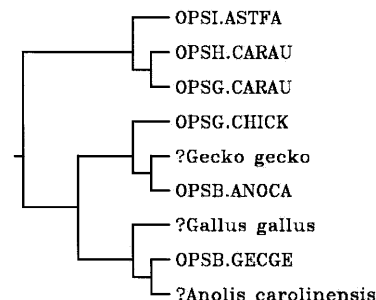 OPSI.ASTFA
OPSH.CARAU
OPSG.CARAU
OPSG.CHICK
?Gecko gecko
OPSB.ANOCA
?Gallus gallus
OPSB.GECGE
?Anolis carolinensis